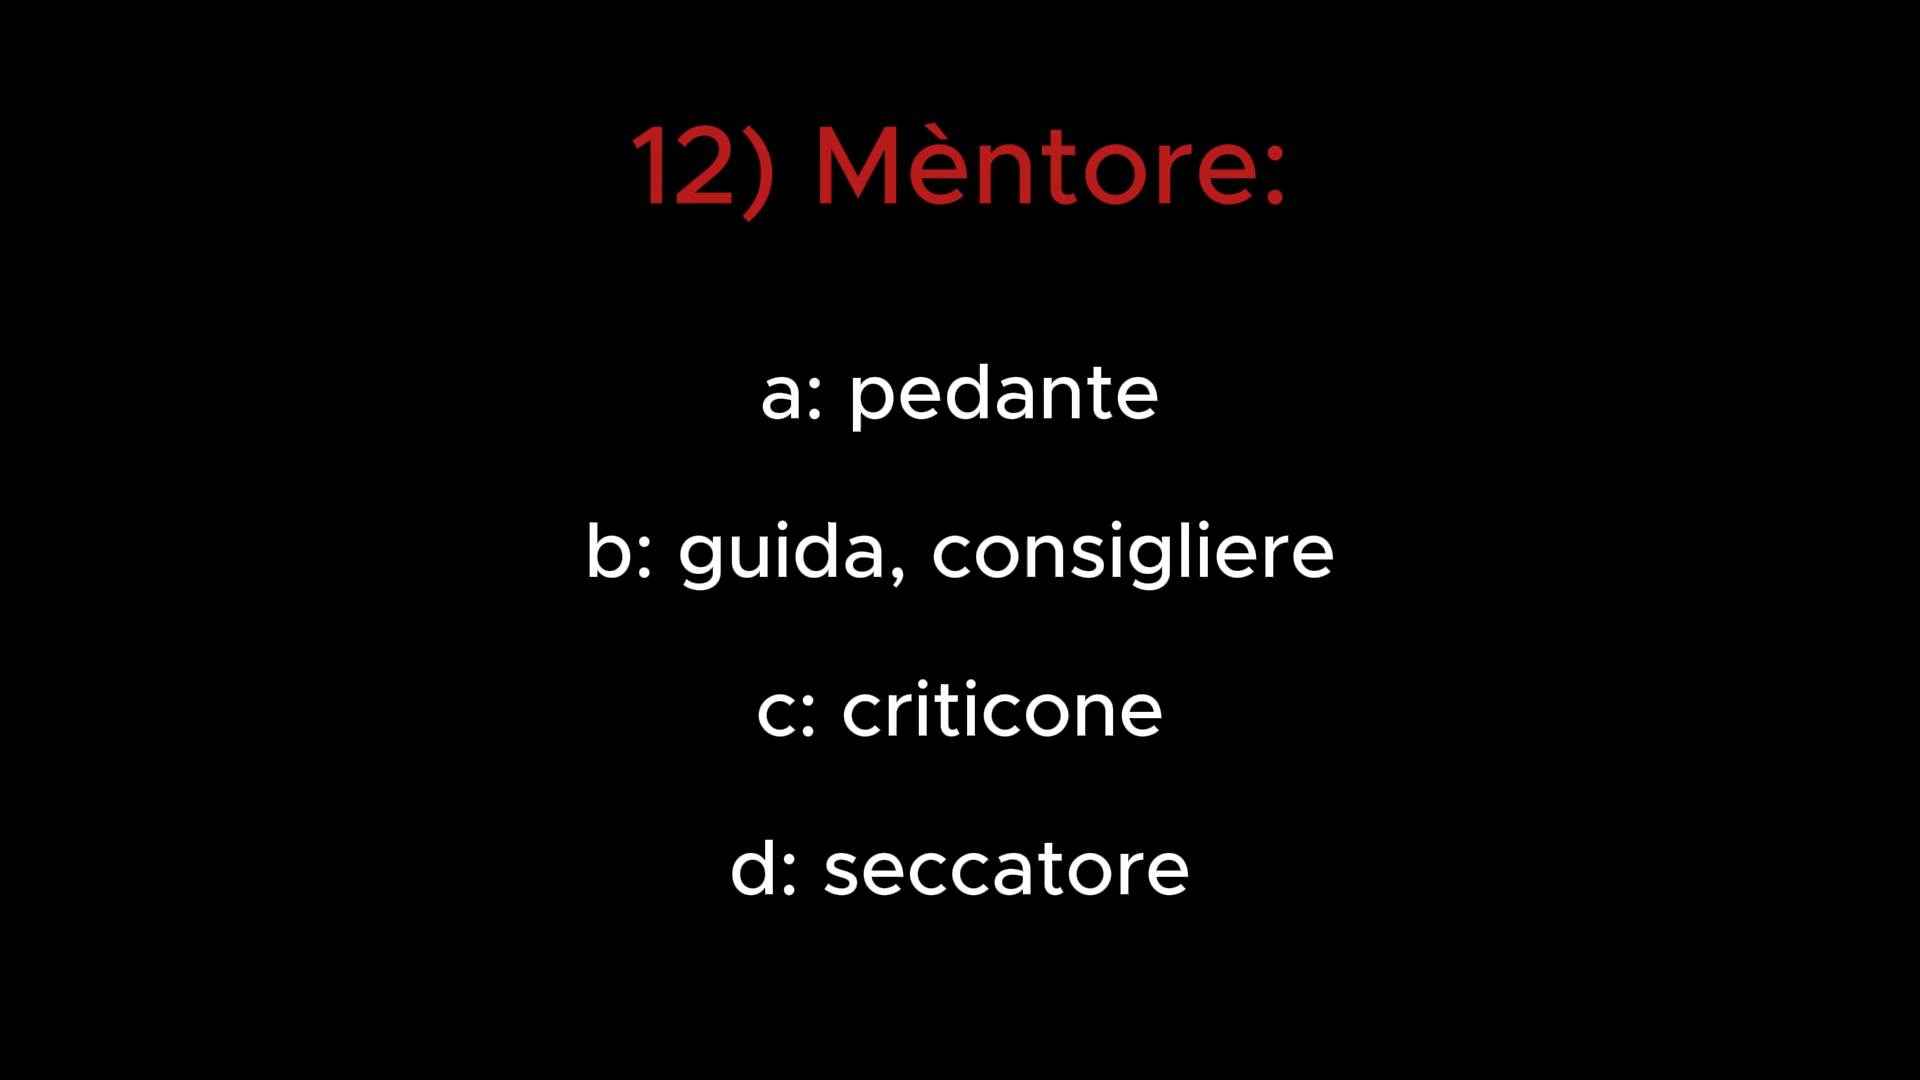 12) Mèntore:
a: pedante
b: guida, consigliere
c: criticone
d: seccatore